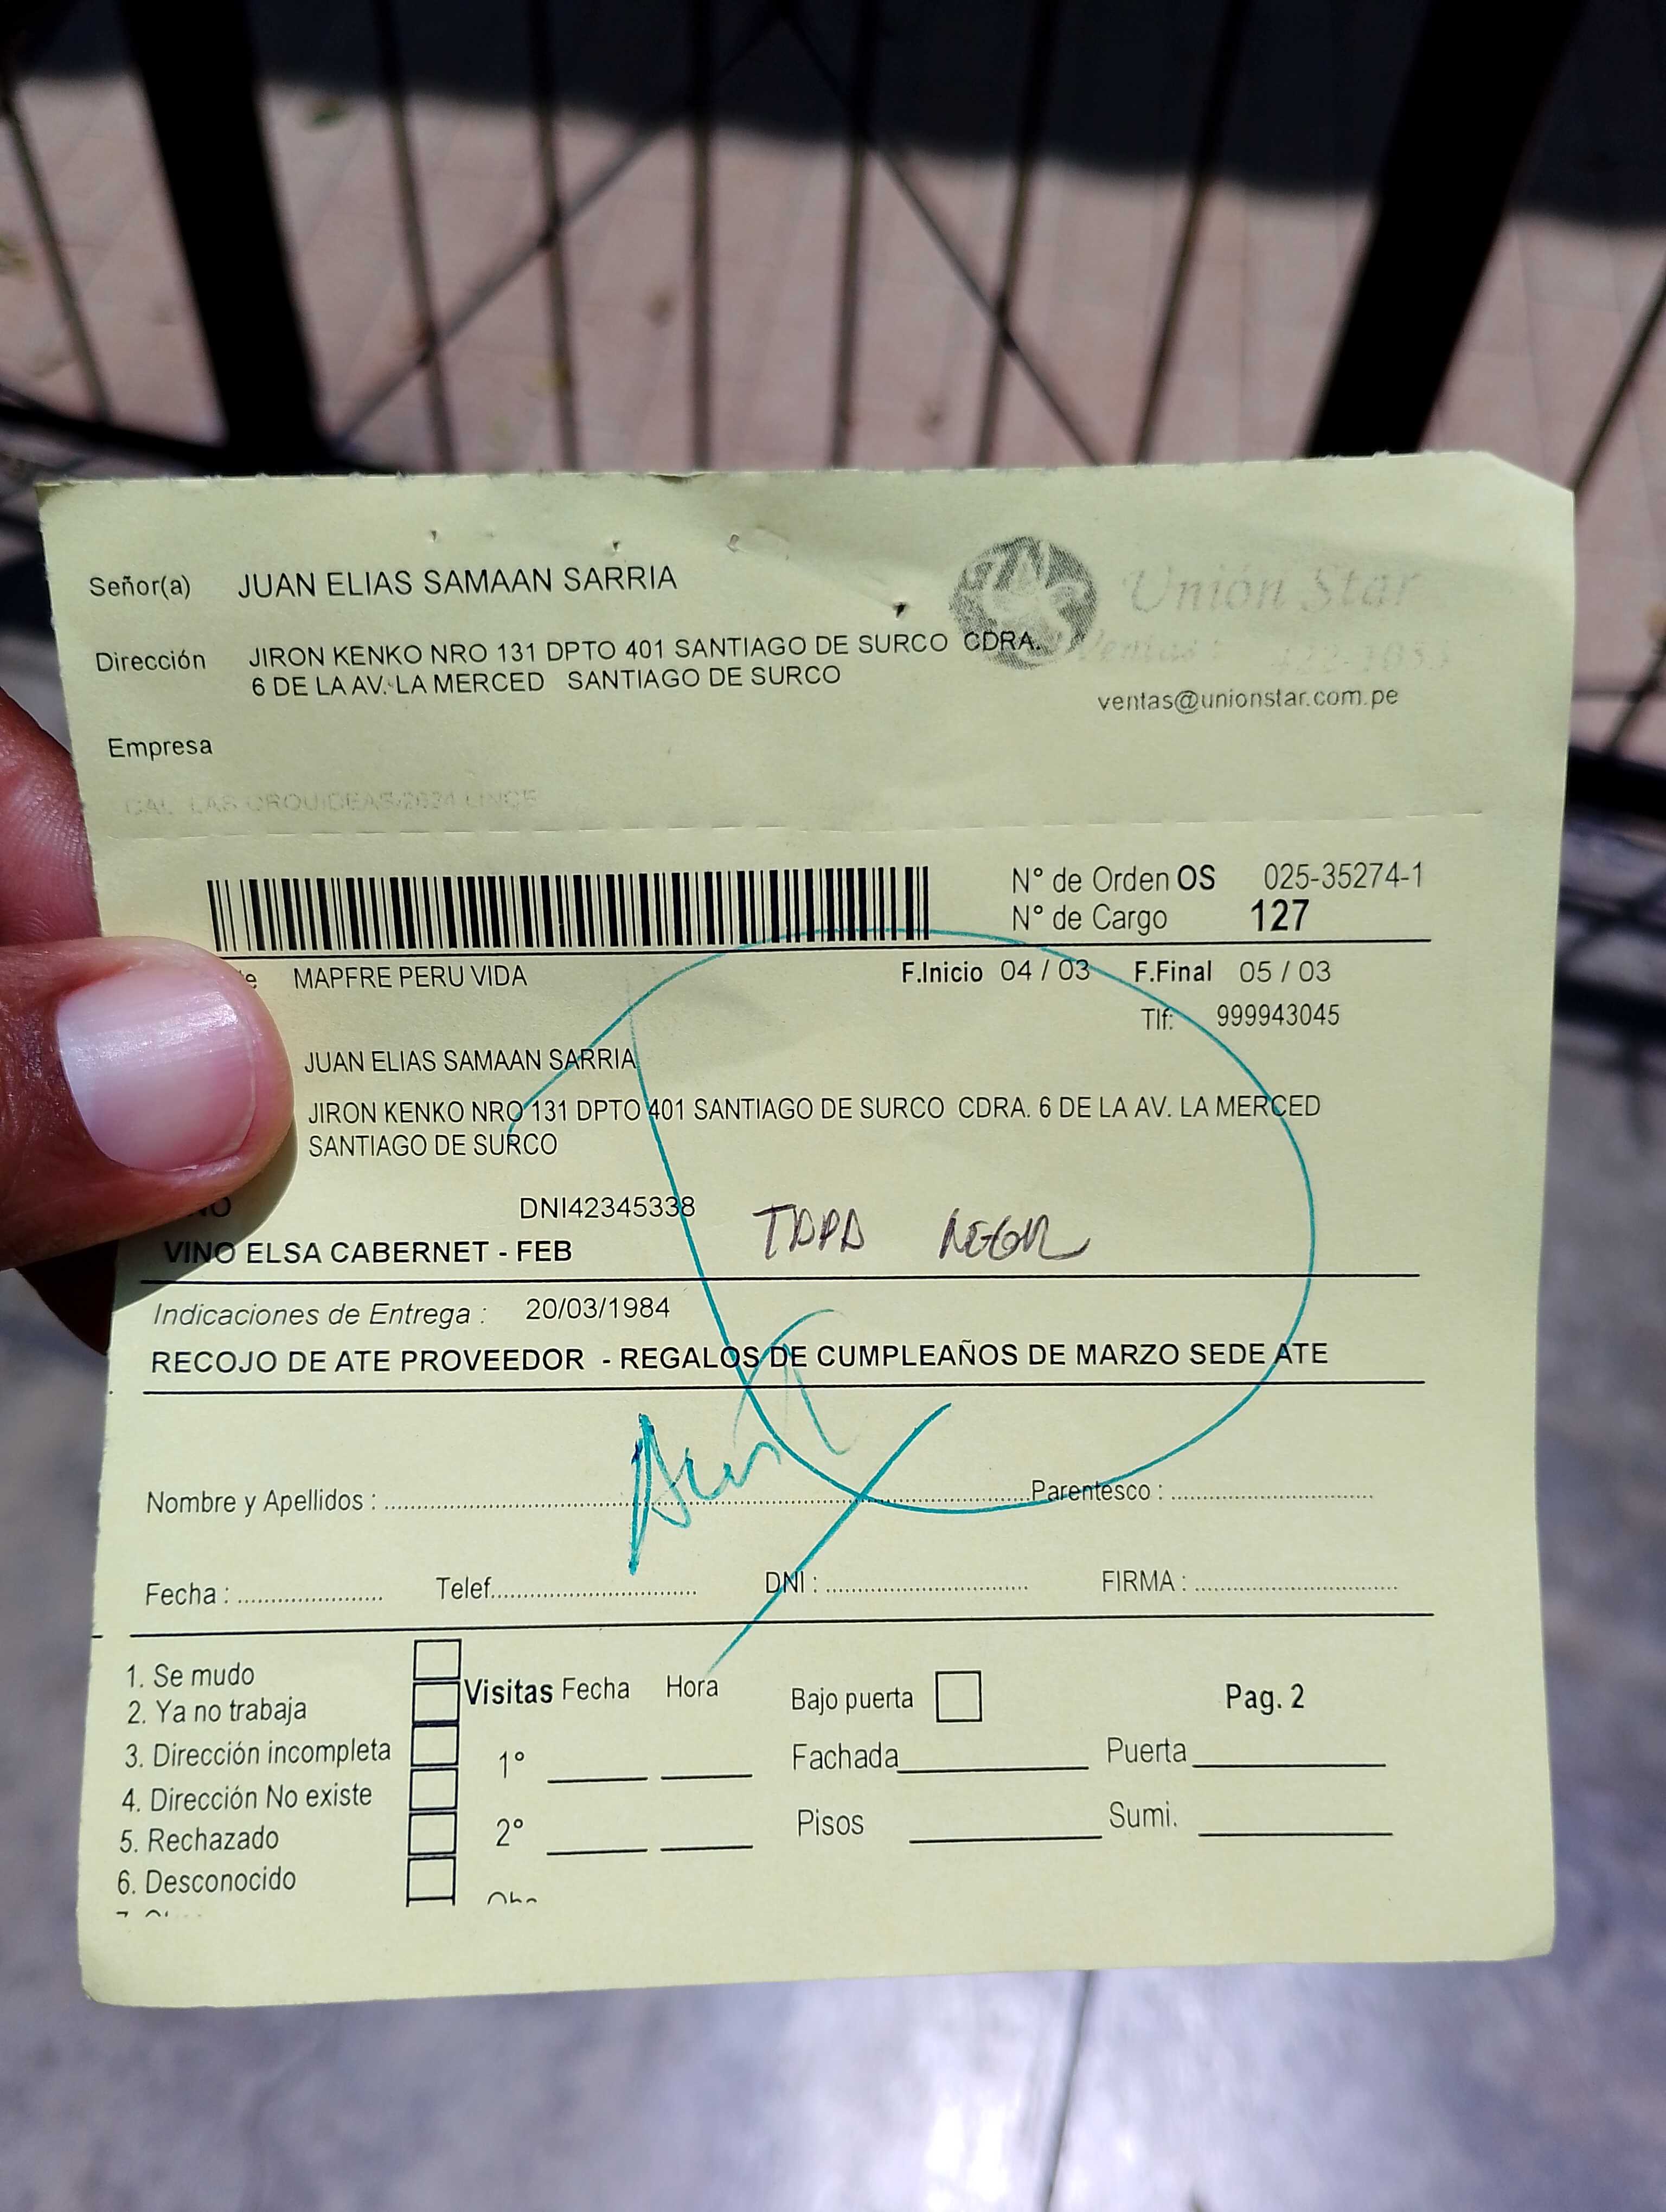 Señor(a) JUAN ELIAS SAMAAN SARRIA
Unión Star
Dirección JIRON KENKO NRO 131 DPTO 401 SANTIAGO DE SURCO CDRA.
Ventas :
6 DE LA AV. LA MERCED SANTIAGO DE SURCO
ventas@unionstar.com.pe
Empresa
CAL LAS ORQUIDEAS 2624 LINCE
N° de Orden OS 025-35274-1
N° de Cargo 127
MAPFRE PERU VIDA F.Inicio 04 / 03 F.Final 05 / 03
Tlf: 999943045
JUAN ELIAS SAMAAN SARRIA
JIRON KENKO NRO 131 DPTO 401 SANTIAGO DE SURCO CDRA. 6 DE LA AV. LA MERCED
SANTIAGO DE SURCO
DNI42345338
TAPA
VINO ELSA CABERNET - FEB
Indicaciones de Entrega : 20/03/1984
RECOJO DE ATE PROVEEDOR - REGALOS DE CUMPLEAÑOS DE MARZO SEDE ATE
Nombre y Apellidos : Parentesco :
Fecha : Telef. DNI : FIRMA :
1. Se mudo
2. Ya no trabaja
3. Dirección incompleta
4. Dirección No existe
5. Rechazado
6. Desconocido
Visitas Fecha Hora
1°
2°
Bajo puerta Pag. 2
Fachada Puerta
Pisos Sumi.